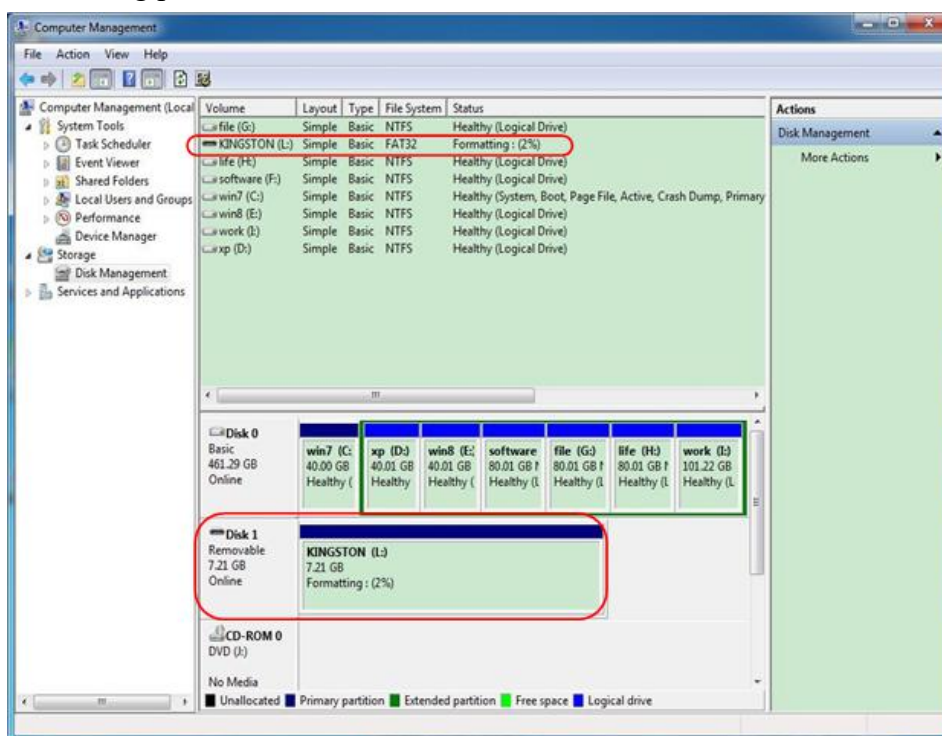 Computer Management
File Action View Help
Computer Management (Local
System Tools
Task Scheduler
Event Viewer
Shared Folders
Local Users and Groups
Performance
Device Manager
Storage
Disk Management
Services and Applications
Volume Layout Type File System Status
file (G:) Simple Basic NTFS Healthy (Logical Drive)
KINGSTON (L:) Simple Basic FAT32 Formatting : (2%)
life (H:) Simple Basic NTFS Healthy (Logical Drive)
software (F:) Simple Basic NTFS Healthy (Logical Drive)
win7 (C:) Simple Basic NTFS Healthy (System, Boot, Page File, Active, Crash Dump, Primary
win8 (E:) Simple Basic NTFS Healthy (Logical Drive)
work (I:) Simple Basic NTFS Healthy (Logical Drive)
xp (D:) Simple Basic NTFS Healthy (Logical Drive)
Actions
Disk Management
More Actions
Disk 0
Basic
461.29 GB
Online
win7 (C:
40.00 GB
Healthy (
xp (D:)
40.01 GB
Healthy
win8 (E:
40.01 GB
Healthy (
software
80.01 GB
Healthy (L
file (G:)
80.01 GB
Healthy (L
life (H:)
80.01 GB
Healthy (L
work (I:)
101.22 GB
Healthy (L
Disk 1
Removable
7.21 GB
Online
KINGSTON (L:)
7.21 GB
Formatting : (2%)
CD-ROM 0
DVD (J:)
No Media
Unallocated Primary partition Extended partition Free space Logical drive